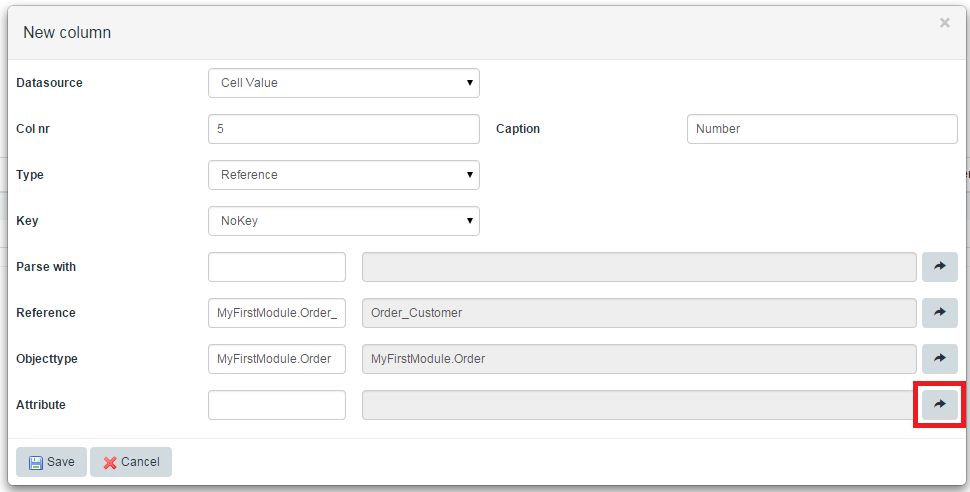 New column
Datasource Cell Value
Col nr 5 Caption Number
Type Reference
Key NoKey
Parse with
Reference MyFirstModule.Order_ Order_Customer
Objecttype MyFirstModule.Order MyFirstModule.Order
Attribute
Save Cancel